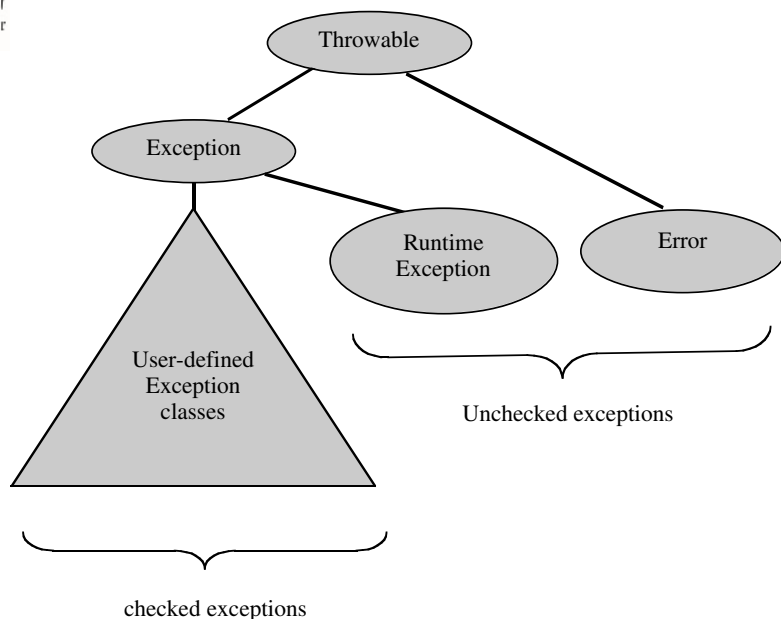 r
Throwable
Exception
Runtime
Exception
Error
User-defined
Exception
classes
Unchecked exceptions
checked exceptions